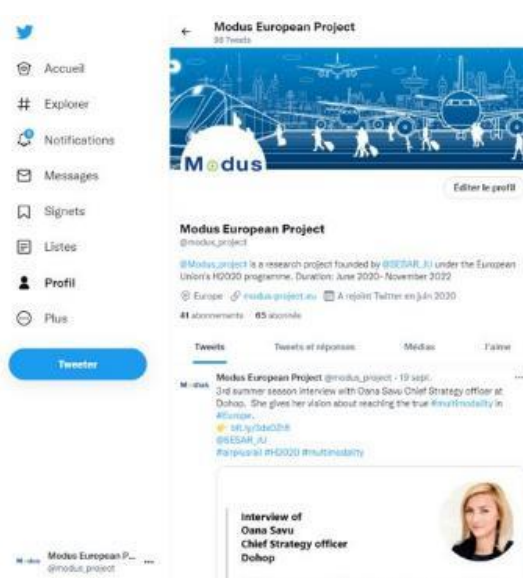 Modus European Project
98 Tweets
Accueil
Explorer
Notifications
Messages
Signets
Listes
Profil
Plus
Tweeter
Modus
Éditer le profil
Modus European Project
@modus_project
@Modus_project is a research project founded by @SESAR_JU under the European
Union's H2020 programme. Duration: June 2020- November 2022
Europe modus-project.eu A rejoint Twitter en juin 2020
41 abonnements 65 abonnés
Tweets Tweets et réponses Médias J'aime
Modus European Project @modus_project · 19 sept.
3rd summer season interview with Oana Savu Chief Strategy officer at
Dohop. She gives her vision about reaching the true #multimodality in
#Europe.
@SESAR_JU
#airplusrail #H2020 #multimodality
Interview of
Oana Savu
Chief Strategy officer
Dohop
Modus European P...
@modus_project